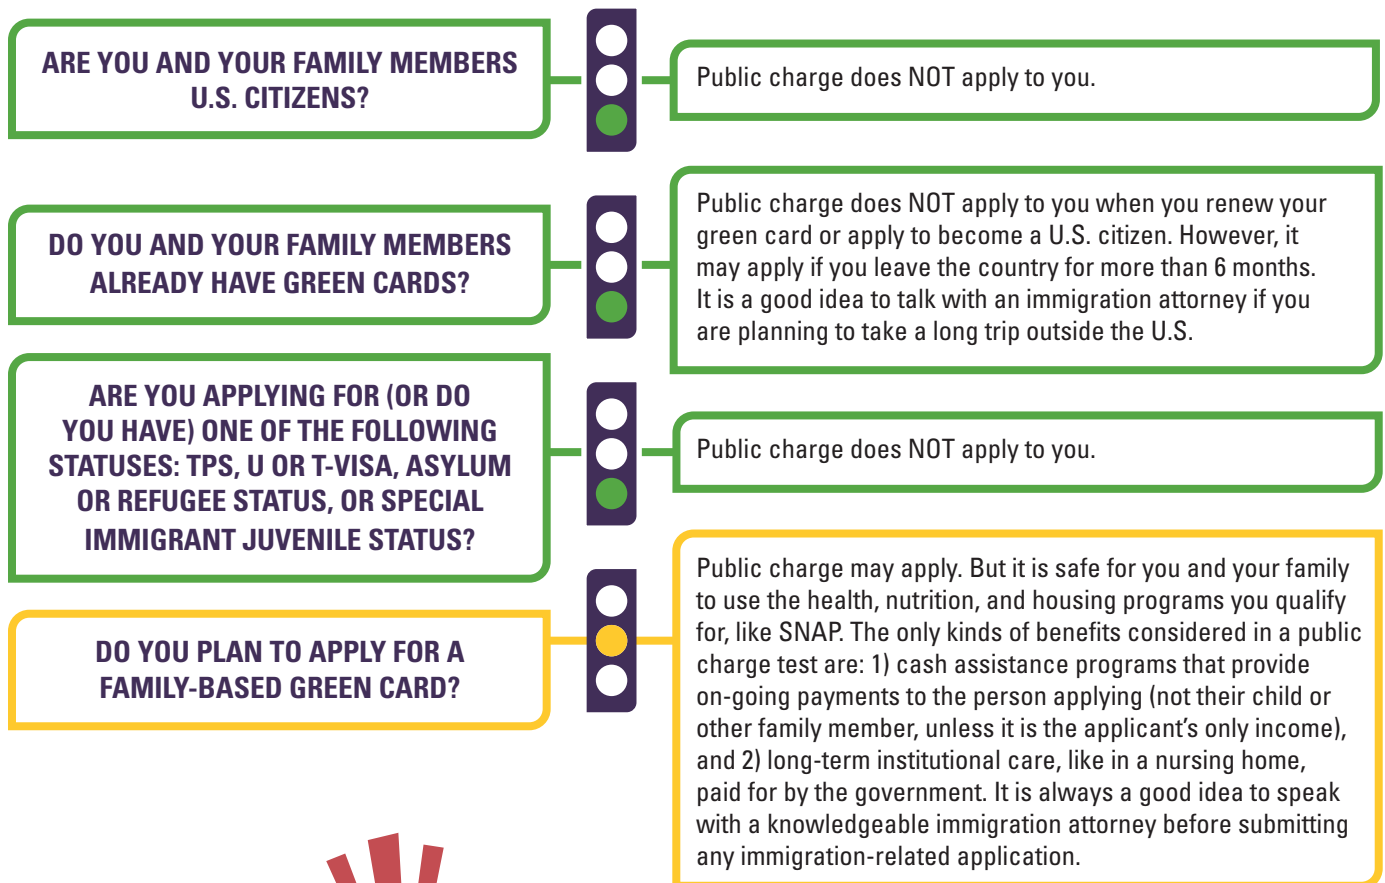 ARE YOU AND YOUR FAMILY MEMBERS
U.S. CITIZENS?
Public charge does NOT apply to you.
DO YOU AND YOUR FAMILY MEMBERS
ALREADY HAVE GREEN CARDS?
Public charge does NOT apply to you when you renew your
green card or apply to become a U.S. citizen. However, it
may apply if you leave the country for more than 6 months.
It is a good idea to talk with an immigration attorney if you
are planning to take a long trip outside the U.S.
ARE YOU APPLYING FOR (OR DO
YOU HAVE) ONE OF THE FOLLOWING
STATUSES: TPS, U OR T-VISA, ASYLUM
OR REFUGEE STATUS, OR SPECIAL
IMMIGRANT JUVENILE STATUS?
Public charge does NOT apply to you.
DO YOU PLAN TO APPLY FOR A
FAMILY-BASED GREEN CARD?
Public charge may apply. But it is safe for you and your family
to use the health, nutrition, and housing programs you qualify
for, like SNAP. The only kinds of benefits considered in a public
charge test are: 1) cash assistance programs that provide
on-going payments to the person applying (not their child or
other family member, unless it is the applicant's only income),
and 2) long-term institutional care, like in a nursing home,
paid for by the government. It is always a good idea to speak
with a knowledgeable immigration attorney before submitting
any immigration-related application.